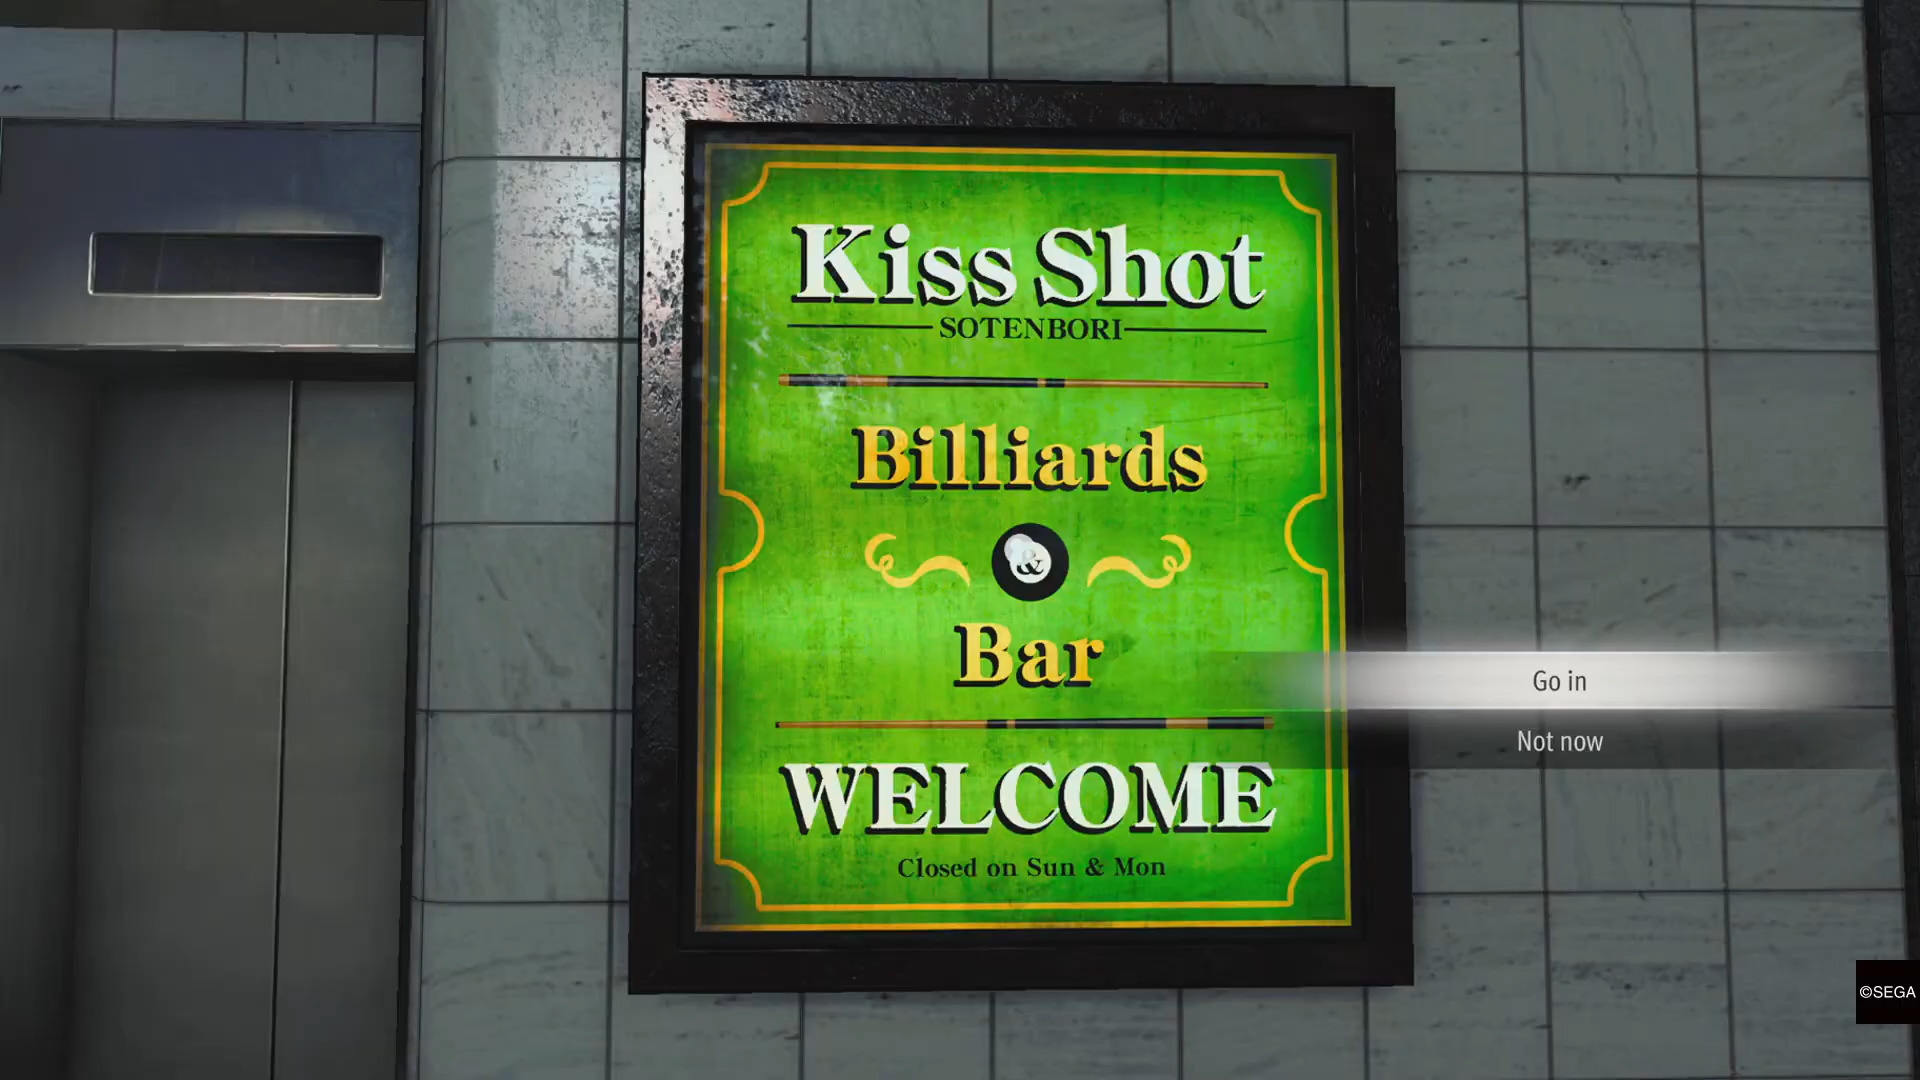 Kiss Shot
SOTENBORI
Billiards
&
Bar
WELCOME
Closed on Sun & Mon
Go in
Not now
©SEGA